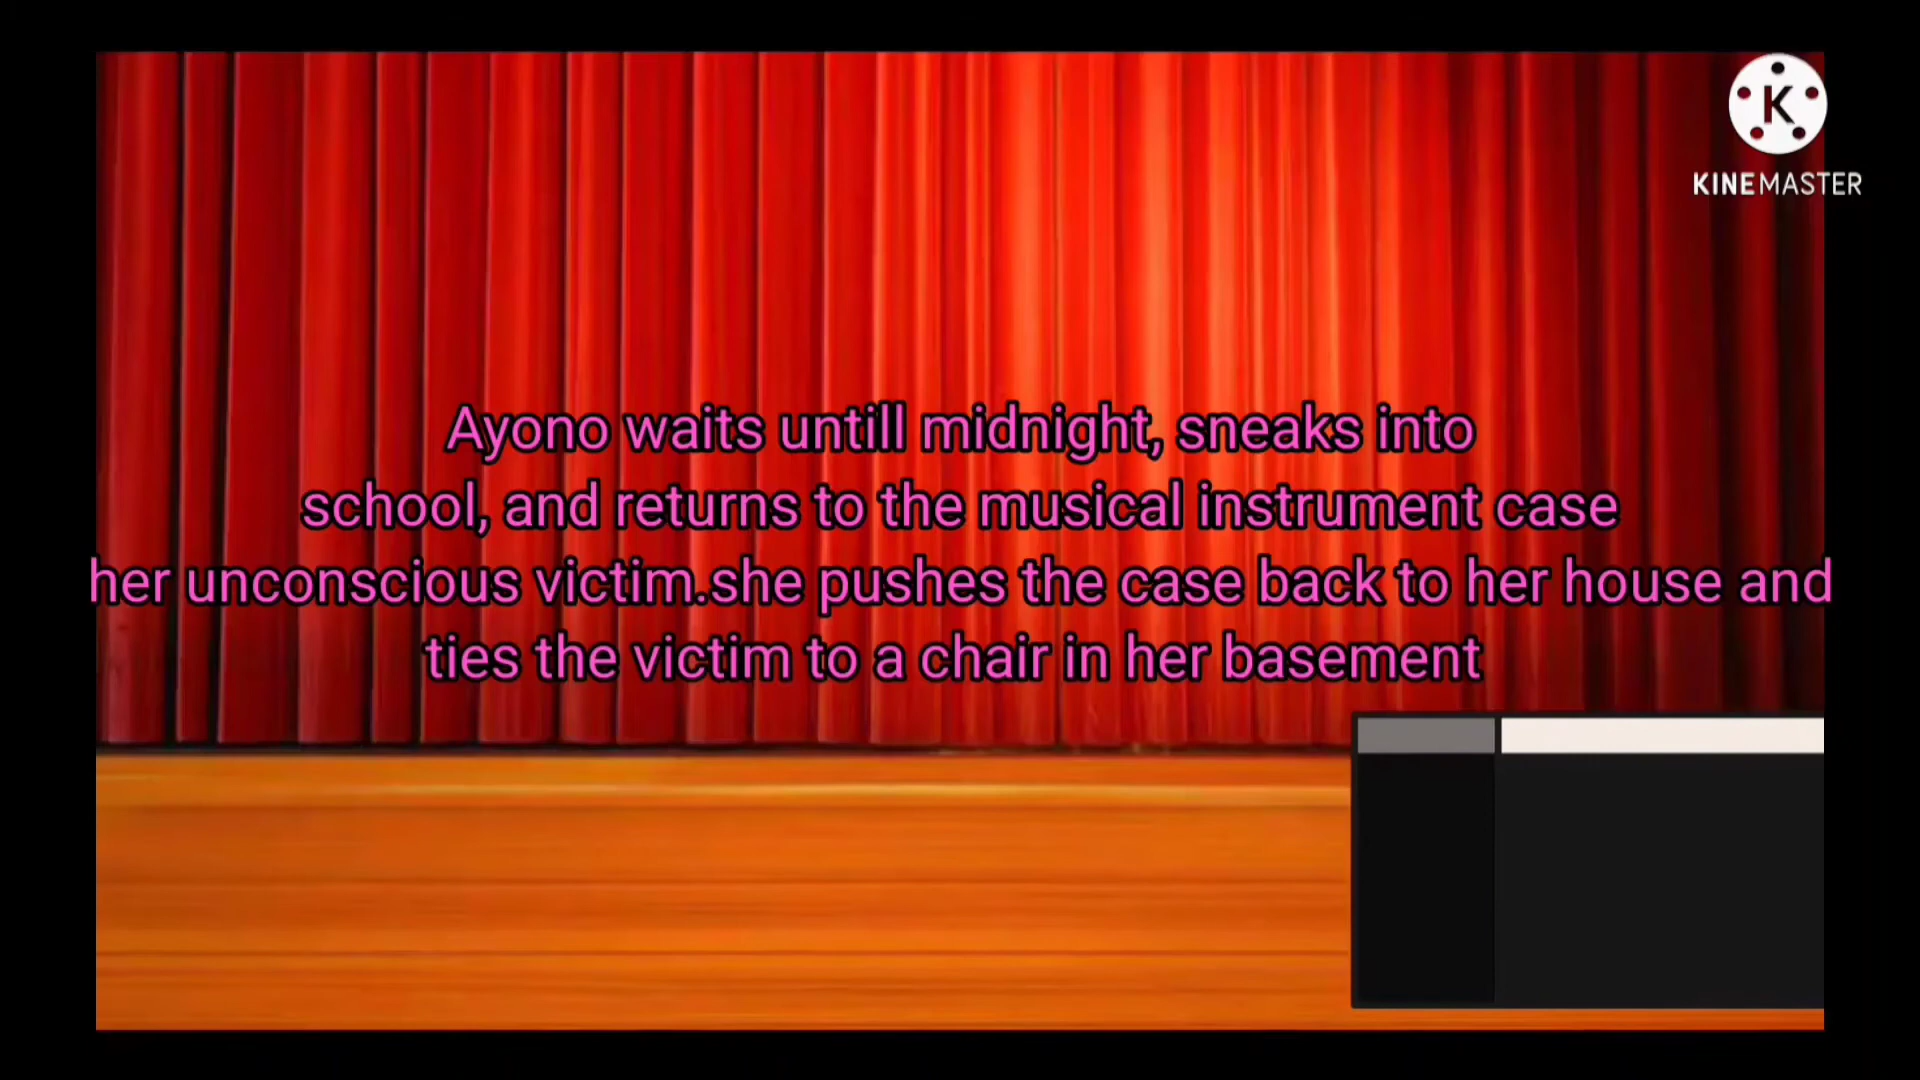 K
KINEMASTER
Ayono waits untill midnight, sneaks into
school, and returns to the musical instrument case
her unconscious victim.she pushes the case back to her house and
ties the victim to a chair in her basement